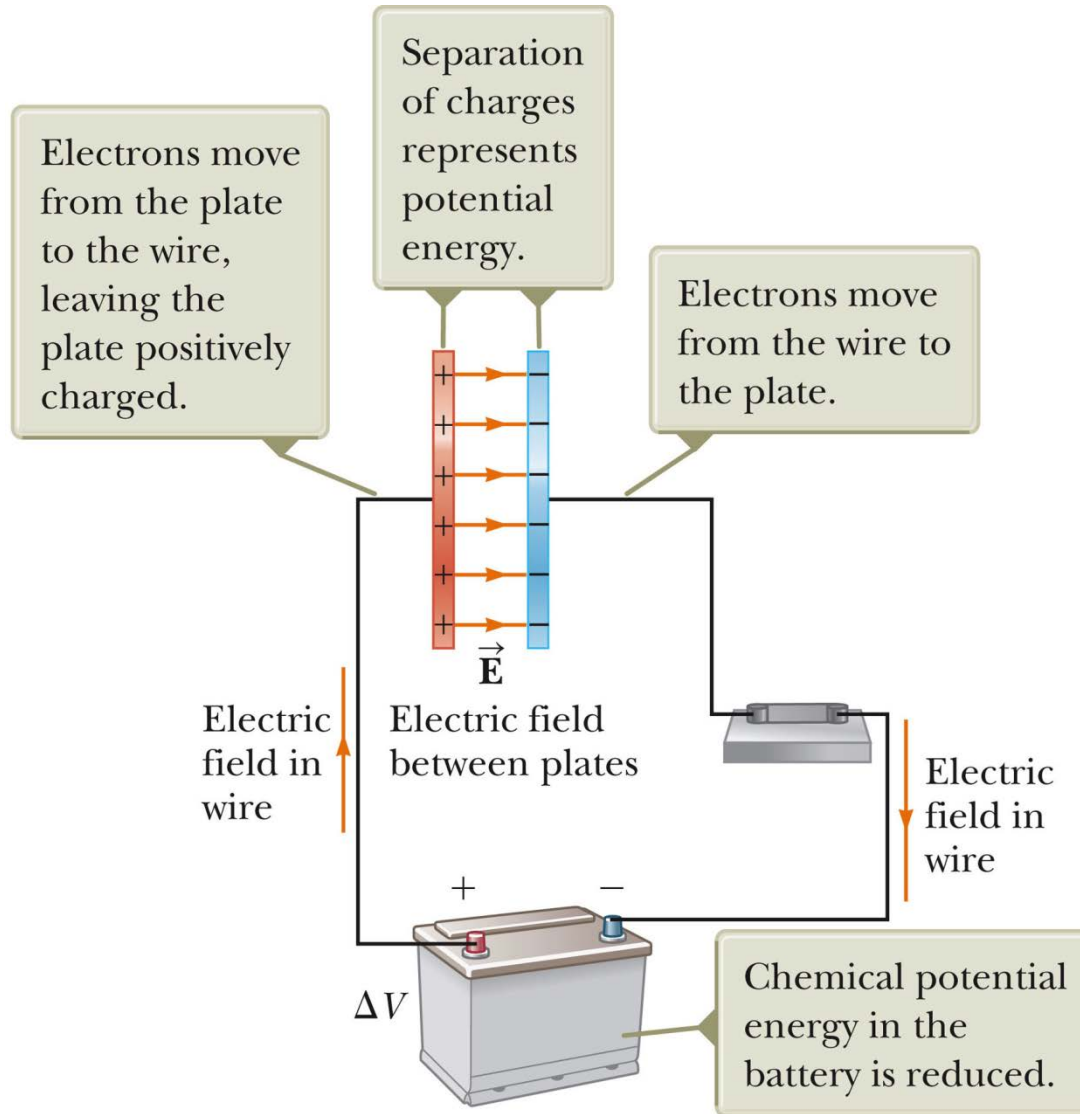 Separation
of charges
represents
potential
energy.
Electrons move
from the plate
to the wire,
leaving the
plate positively
charged.
Electrons move
from the wire to
the plate.
+ −
+ −
+ −
+ −
+ −
+ −
E⃗
Electric field
between plates
Electric
field in
wire
Electric
field in
wire
+ −
ΔV
Chemical potential
energy in the
battery is reduced.